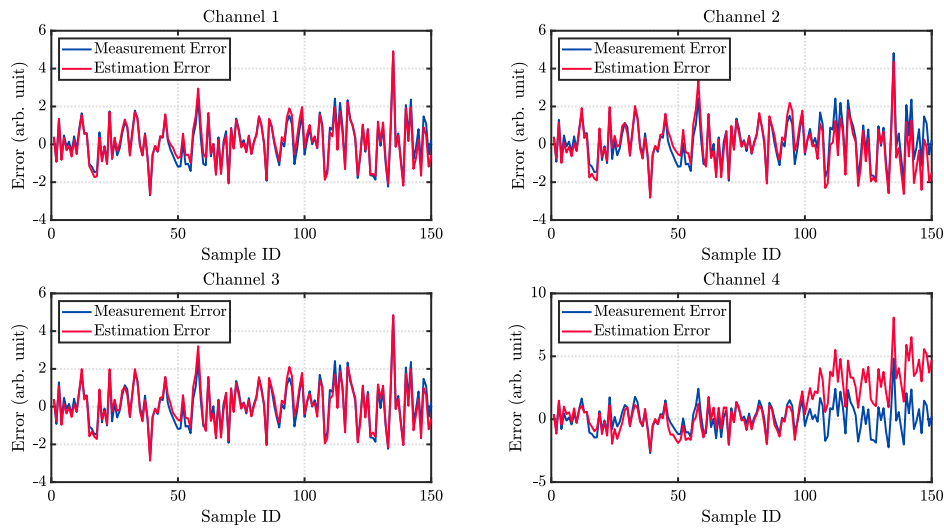 Channel 1
6
4
2
0
-2
-4
Error (arb. unit)
Measurement Error
Estimation Error
0
50
100
150
Sample ID
Channel 2
6
4
2
0
-2
-4
Error (arb. unit)
Measurement Error
Estimation Error
0
50
100
150
Sample ID
Channel 3
6
4
2
0
-2
-4
Error (arb. unit)
Measurement Error
Estimation Error
0
50
100
150
Sample ID
Channel 4
10
5
0
-5
Error (arb. unit)
Measurement Error
Estimation Error
0
50
100
150
Sample ID